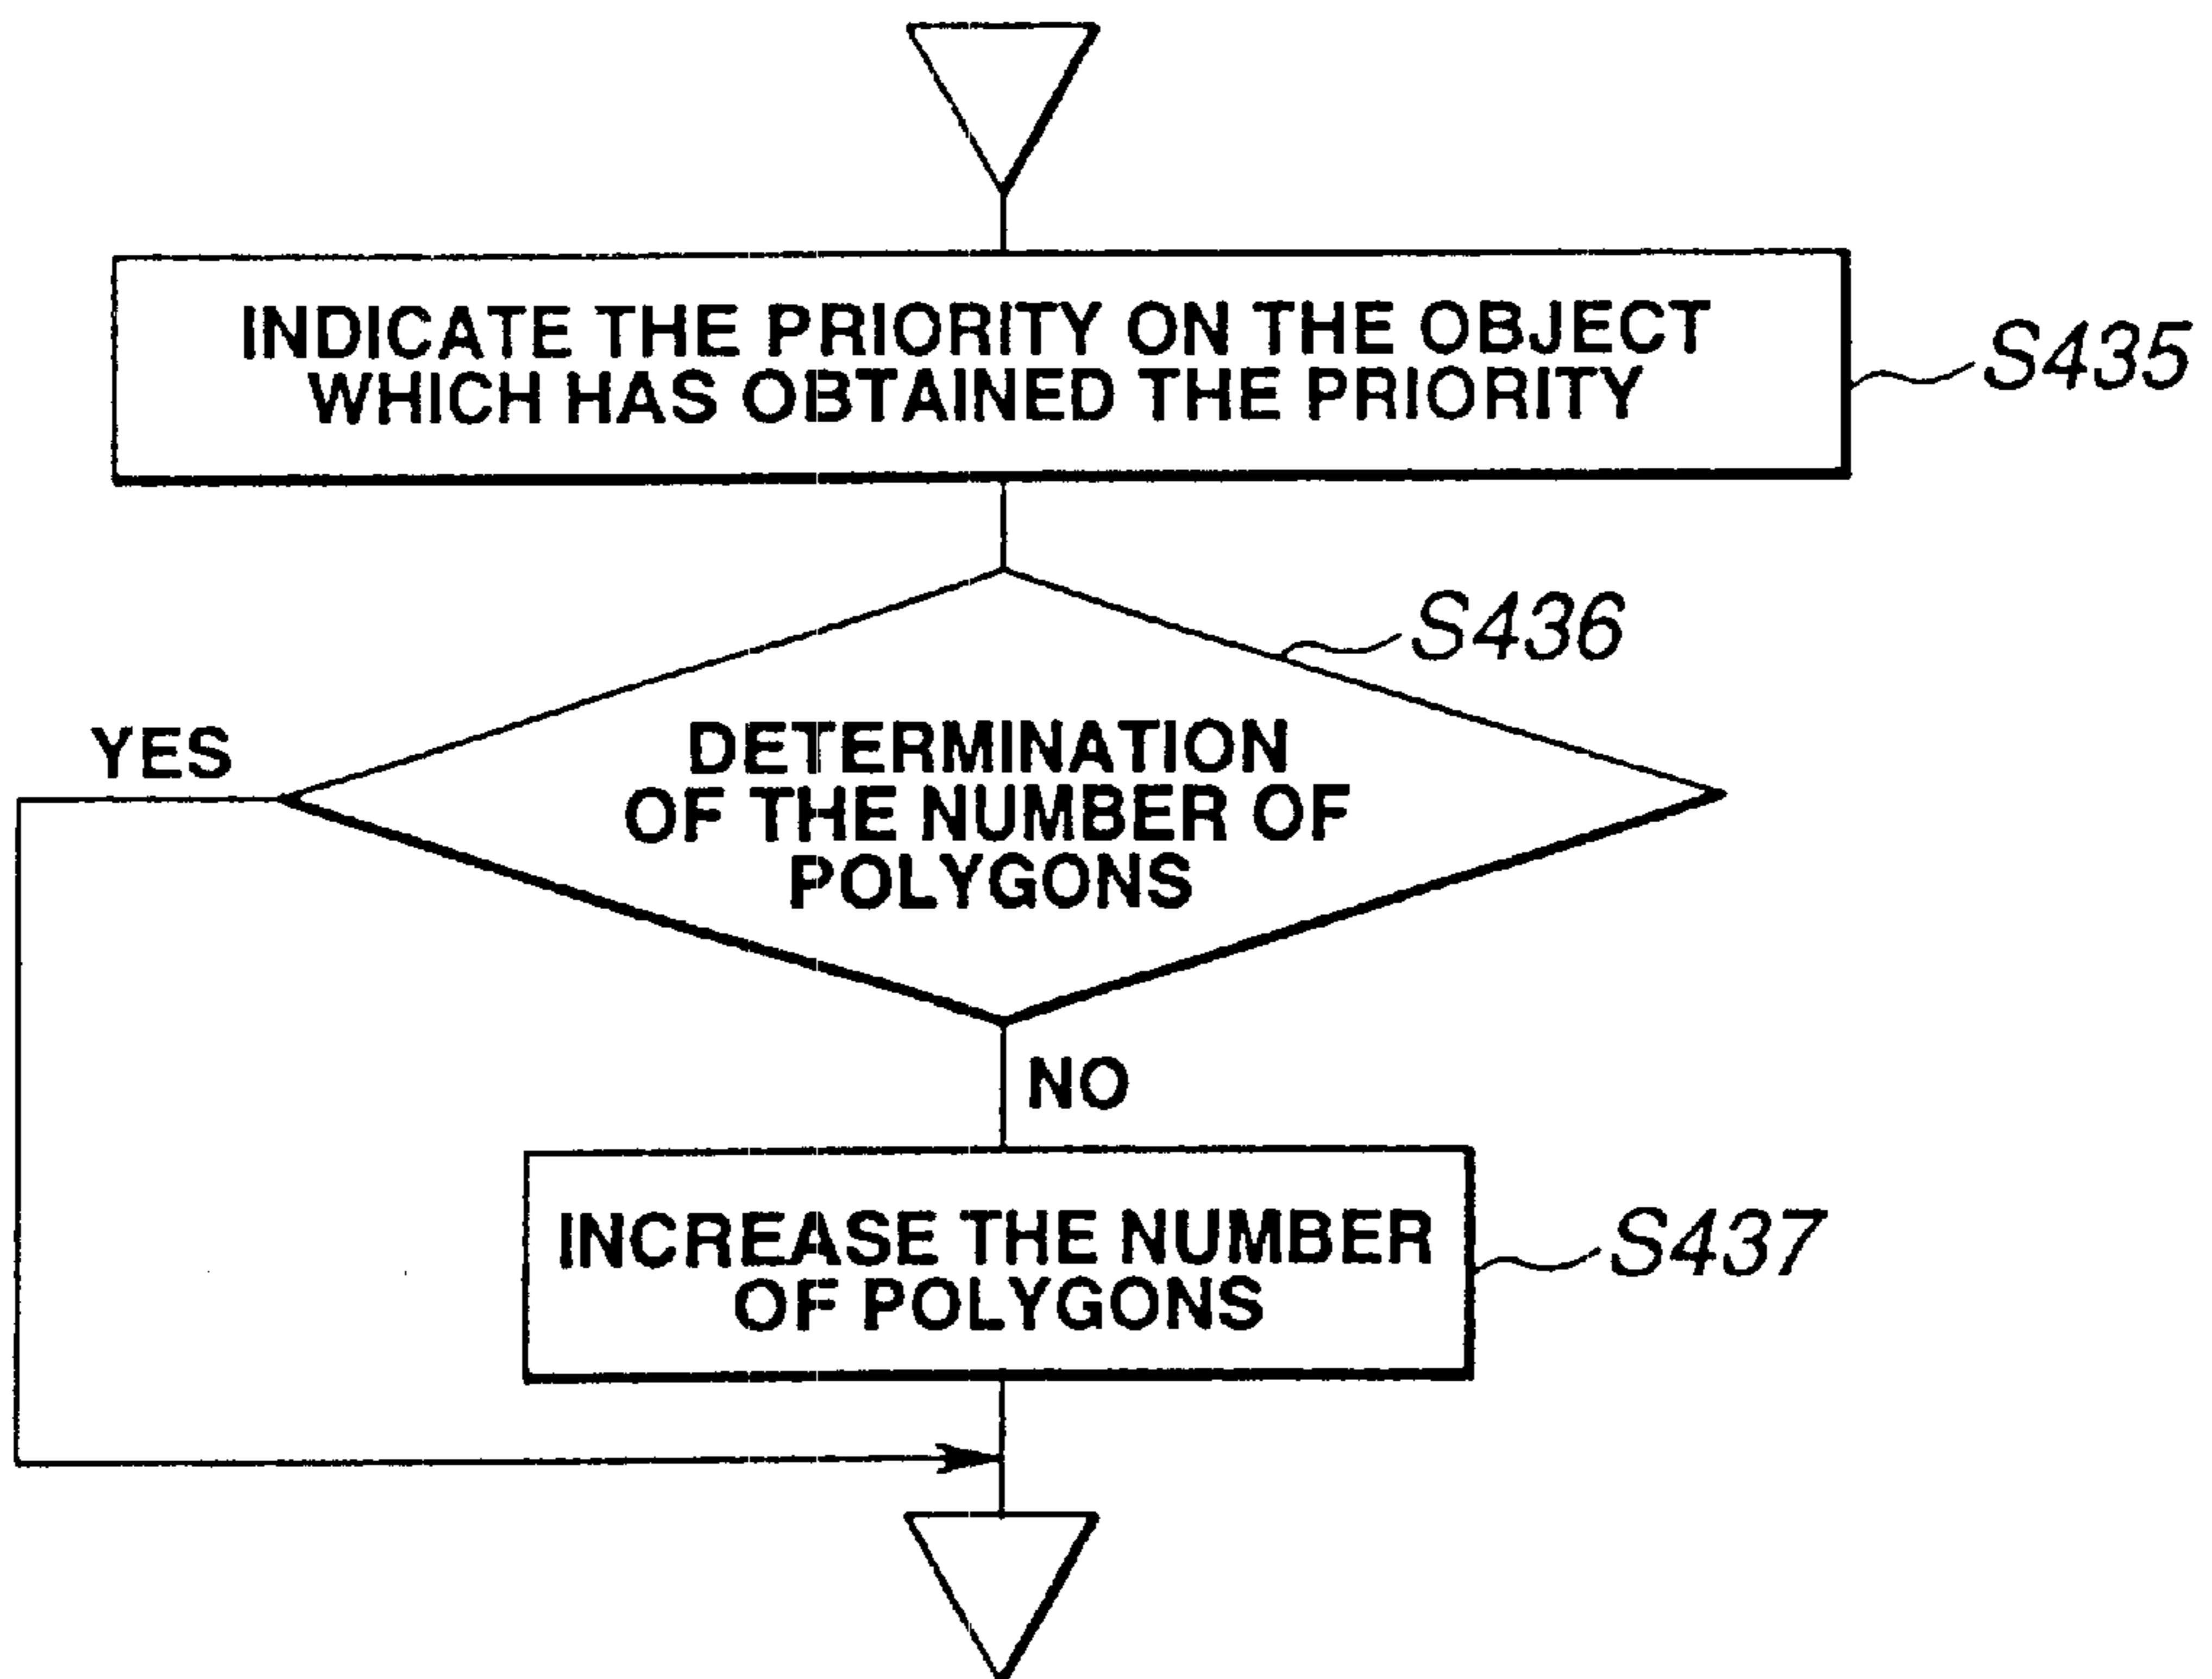 INDICATE THE PRIORITY ON THE OBJECT
WHICH HAS OBTAINED THE PRIORITY
S435
S436
YES
DETERMINATION
OF THE NUMBER OF
POLYGONS
NO
INCREASE THE NUMBER
OF POLYGONS
S437